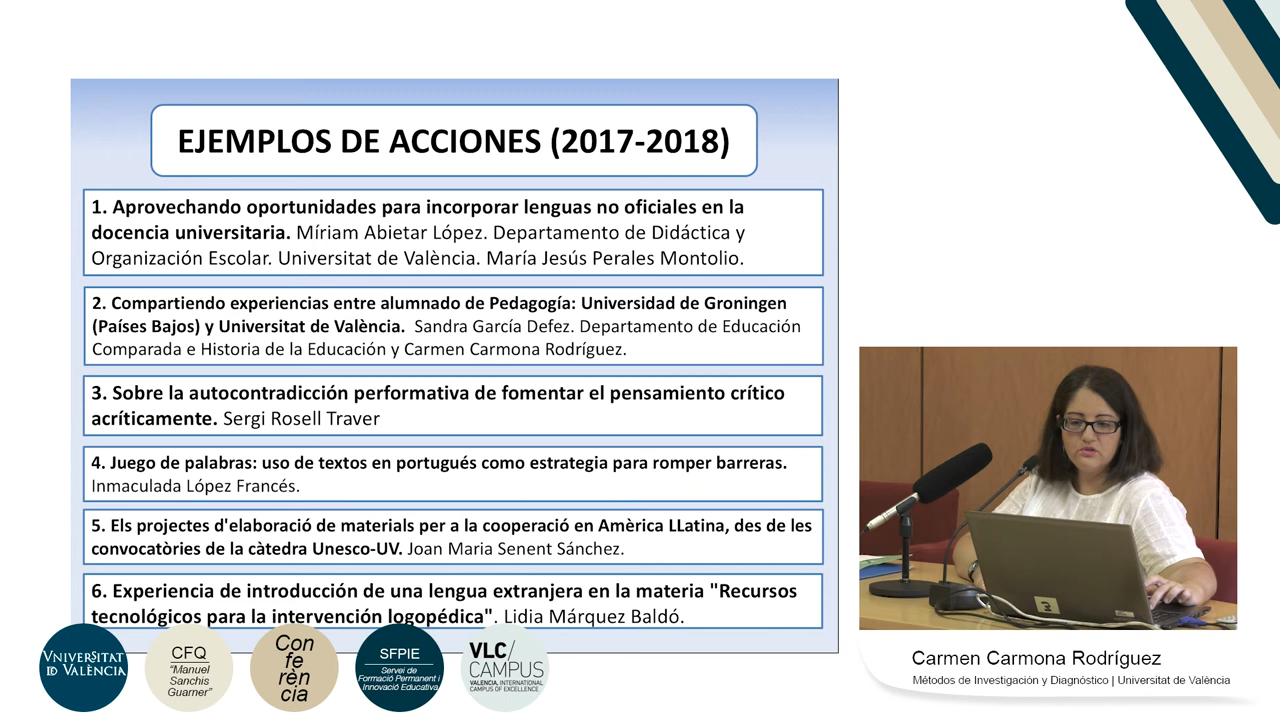 EJEMPLOS DE ACCIONES (2017-2018)
1. Aprovechando oportunidades para incorporar lenguas no oficiales en la
docencia universitaria. Míriam Abietar López. Departamento de Didáctica y
Organización Escolar. Universitat de València. María Jesús Perales Montolio.
2. Compartiendo experiencias entre alumnado de Pedagogía: Universidad de Groningen
(Países Bajos) y Universitat de València. Sandra García Defez. Departamento de Educación
Comparada e Historia de la Educación y Carmen Carmona Rodríguez.
3. Sobre la autocontradicción performativa de fomentar el pensamiento crítico
acríticamente. Sergi Rosell Traver
4. Juego de palabras: uso de textos en portugués como estrategia para romper barreras.
Inmaculada López Francés.
5. Els projectes d'elaboració de materials per a la cooperació en Amèrica LLatina, des de les
convocatòries de la càtedra Unesco-UV. Joan Maria Senent Sánchez.
6. Experiencia de introducción de una lengua extranjera en la materia "Recursos
tecnológicos para la intervención logopédica". Lidia Márquez Baldó.
VNIVERSITAT
ID VALÈNCIA
CFQ
"Manuel
Sanchis
Guarner"
Con
fe
rèn
cia
SFPIE
Servei de
Formació Permanent i
Innovació Educativa
VLC/
CAMPUS
VALENCIA, INTERNATIONAL
CAMPUS OF EXCELLENCE
Carmen Carmona Rodríguez
Métodos de Investigación y Diagnóstico | Universitat de València